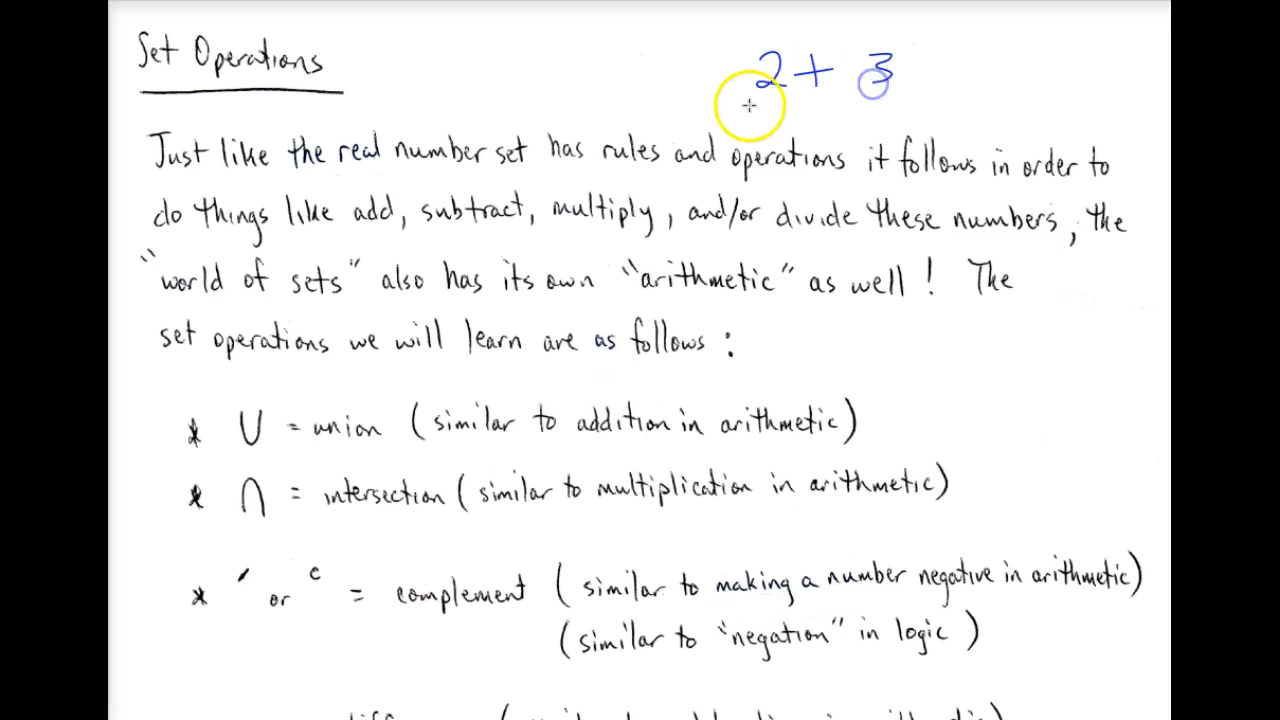 Set Operations
2 + 3
Just like the real number set has rules and operations it follows in order to
do things like add, subtract, multiply, and/or divide these numbers, the
"world of sets" also has its own "arithmetic" as well! The
set operations we will learn are as follows:
* ∪ = union (similar to addition in arithmetic)
* ∩ = intersection (similar to multiplication in arithmetic)
* ′ or c = complement (similar to making a number negative in arithmetic)
(similar to "negation" in logic)